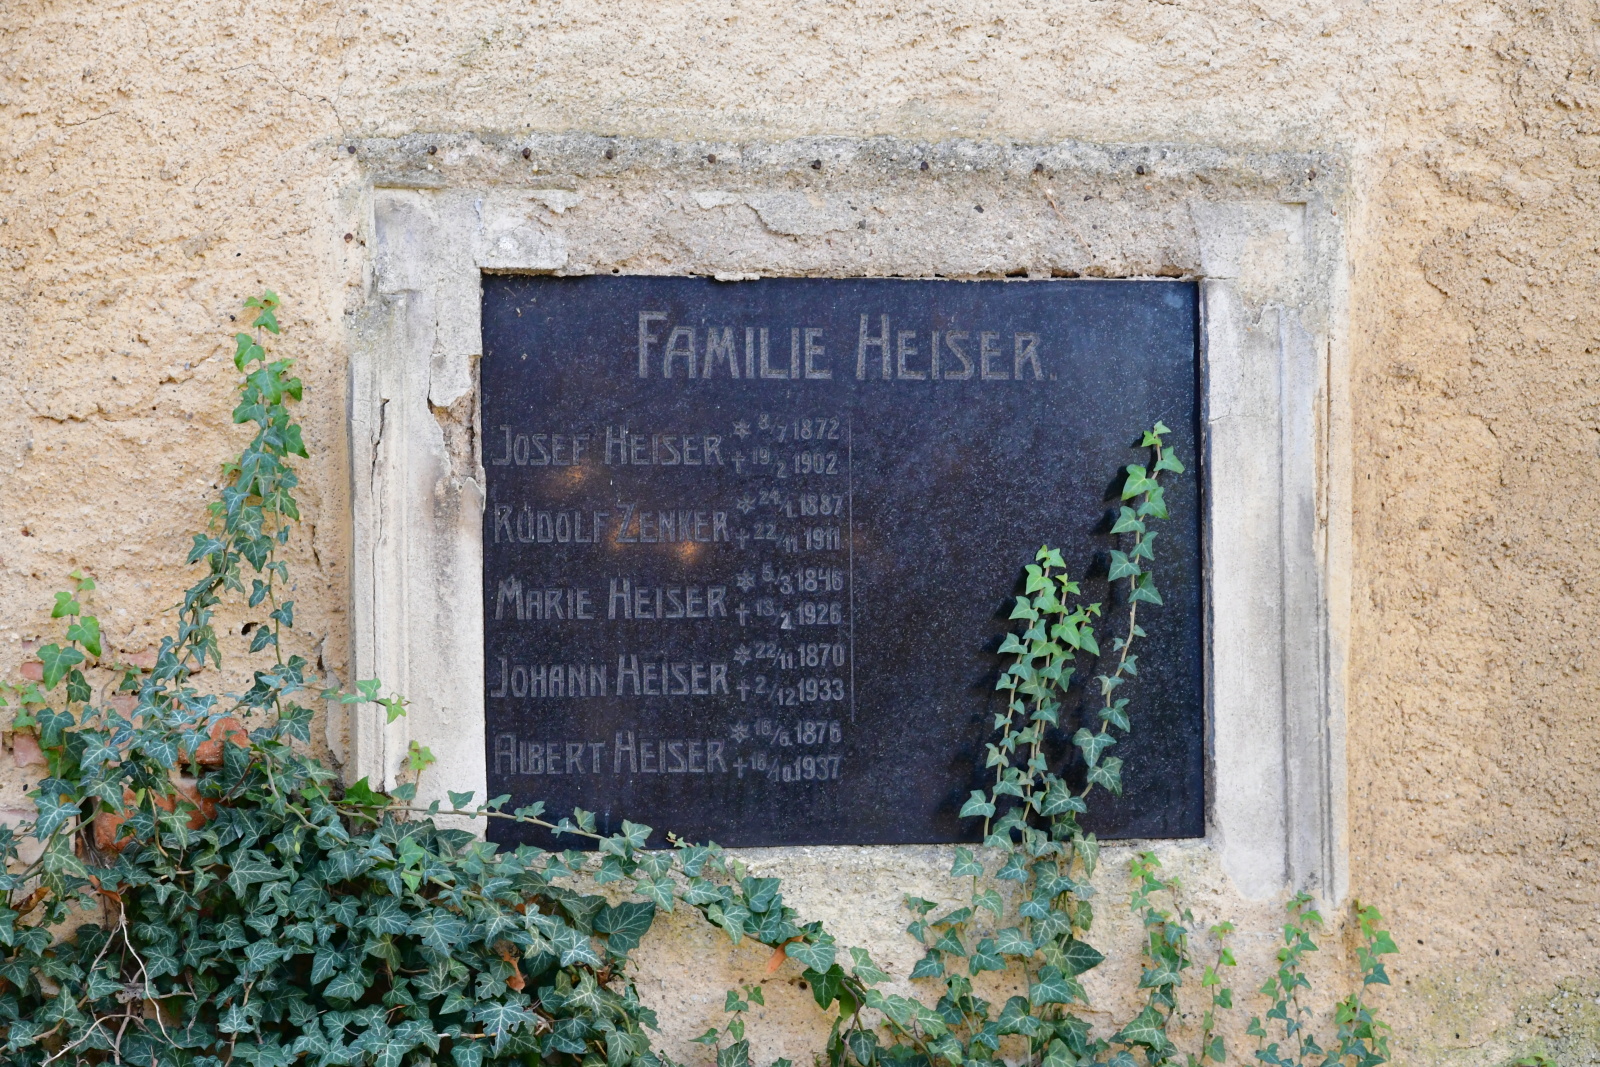 FAMILIE HEISER.
JOSEF HEISER * 8/7 1872
† 19/2 1902
RUDOLF ZENKER * 24/1 1887
† 22/11 1911
MARIE HEISER * 5/3 1846
† 13/2 1926
JOHANN HEISER * 22/11 1870
† 2/12 1933
ALBERT HEISER * 16/6 1876
† 18/10 1937